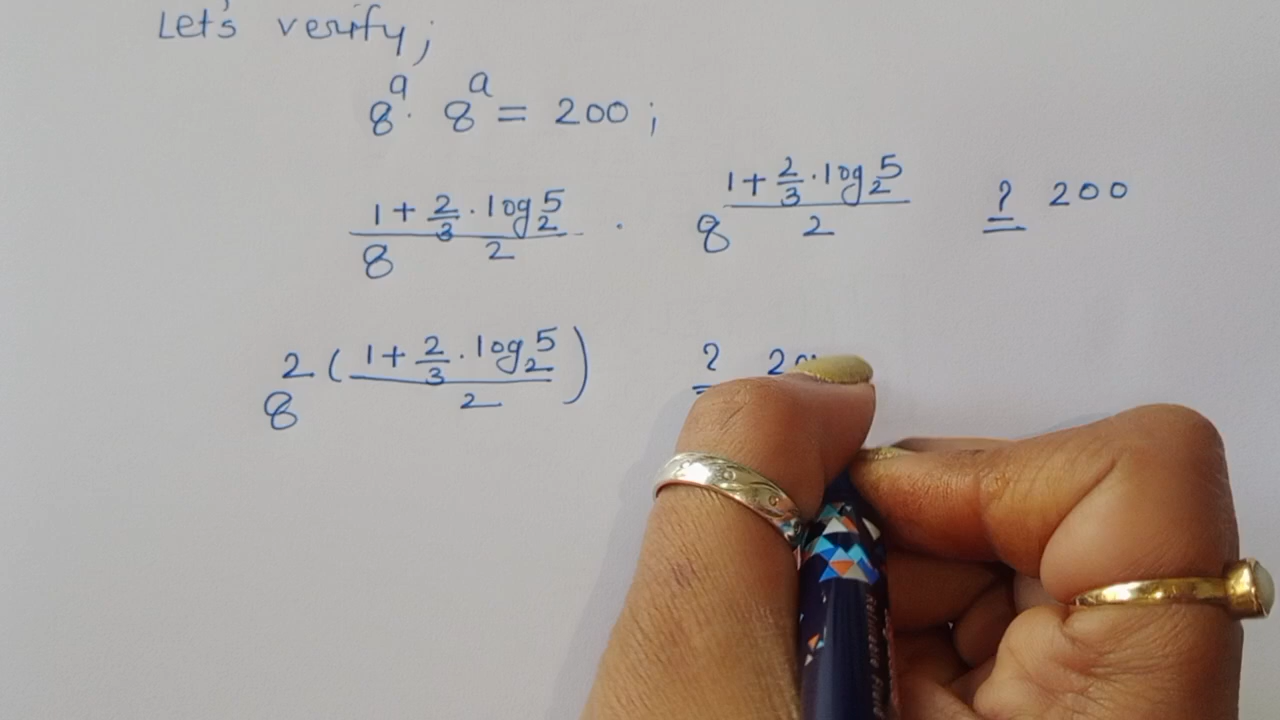 Let's verify;
8^a · 8^a = 200 ;
8^((1 + 2/3 · log_2 5)/2) · 8^((1 + 2/3 · log_2 5)/2) ?= 200
8^(2 ((1 + 2/3 · log_2 5)/2)) ?= 20